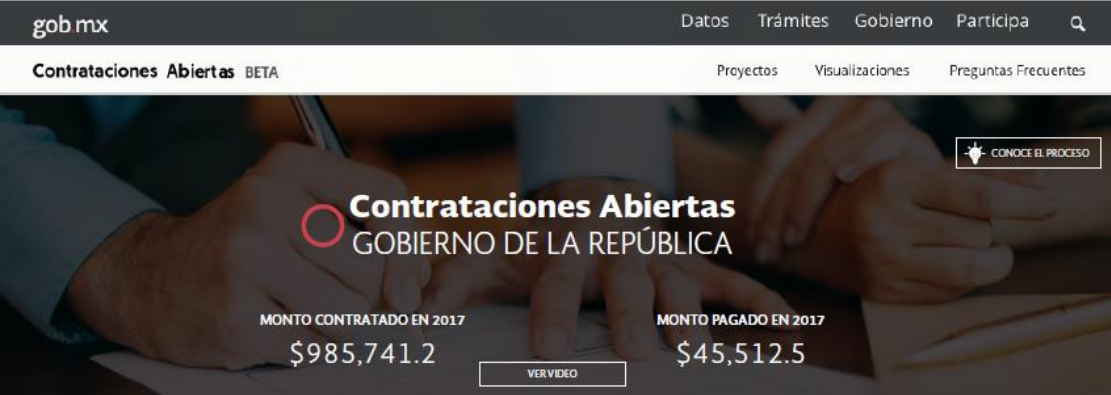 gob.mx
Datos Trámites Gobierno Participa
Contrataciones Abiertas BETA
Proyectos Visualizaciones Preguntas Frecuentes
CONOCE EL PROCESO
Contrataciones Abiertas
GOBIERNO DE LA REPÚBLICA
MONTO CONTRATADO EN 2017 MONTO PAGADO EN 2017
$985,741.2 $45,512.5
VER VIDEO